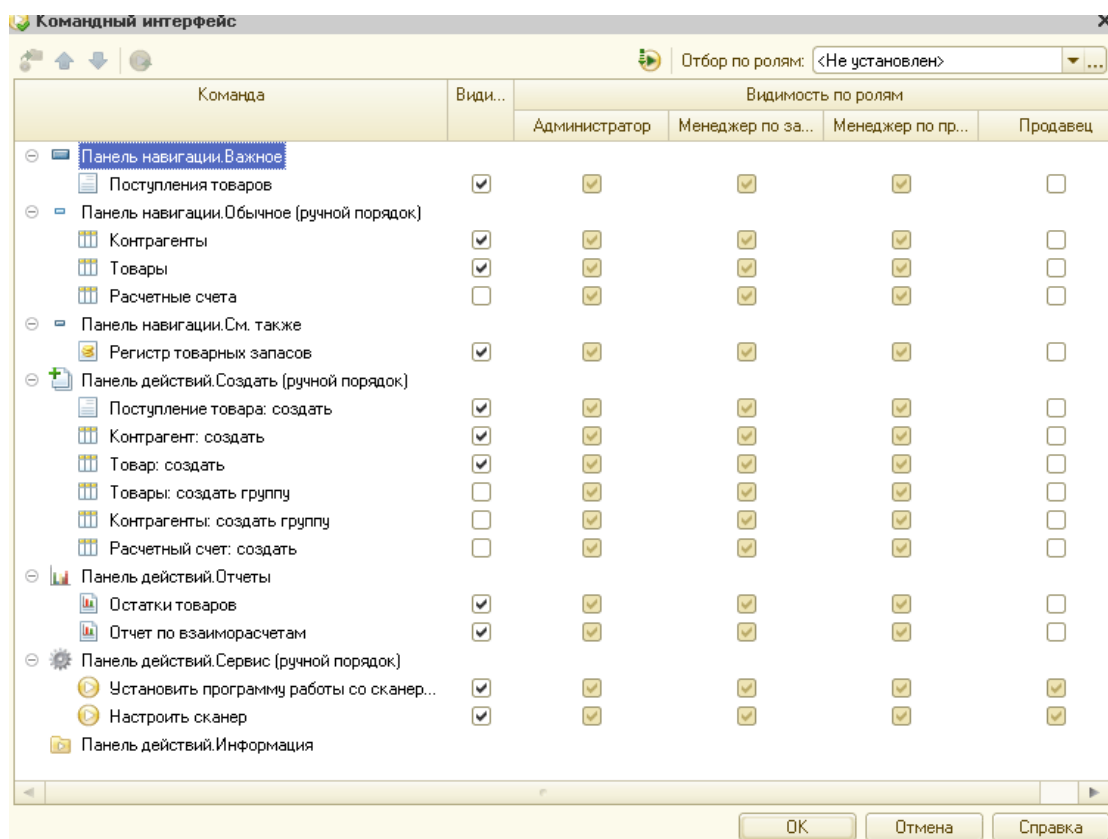 Командный интерфейс
Отбор по ролям: <Не установлен>
Команда Види... Видимость по ролям
Администратор Менеджер по за... Менеджер по пр... Продавец
Панель навигации.Важное
Поступления товаров
Панель навигации.Обычное (ручной порядок)
Контрагенты
Товары
Расчетные счета
Панель навигации.См. также
Регистр товарных запасов
Панель действий.Создать (ручной порядок)
Поступление товара: создать
Контрагент: создать
Товар: создать
Товары: создать группу
Контрагенты: создать группу
Расчетный счет: создать
Панель действий.Отчеты
Остатки товаров
Отчет по взаиморасчетам
Панель действий.Сервис (ручной порядок)
Установить программу работы со сканер...
Настроить сканер
Панель действий.Информация
OK Отмена Справка